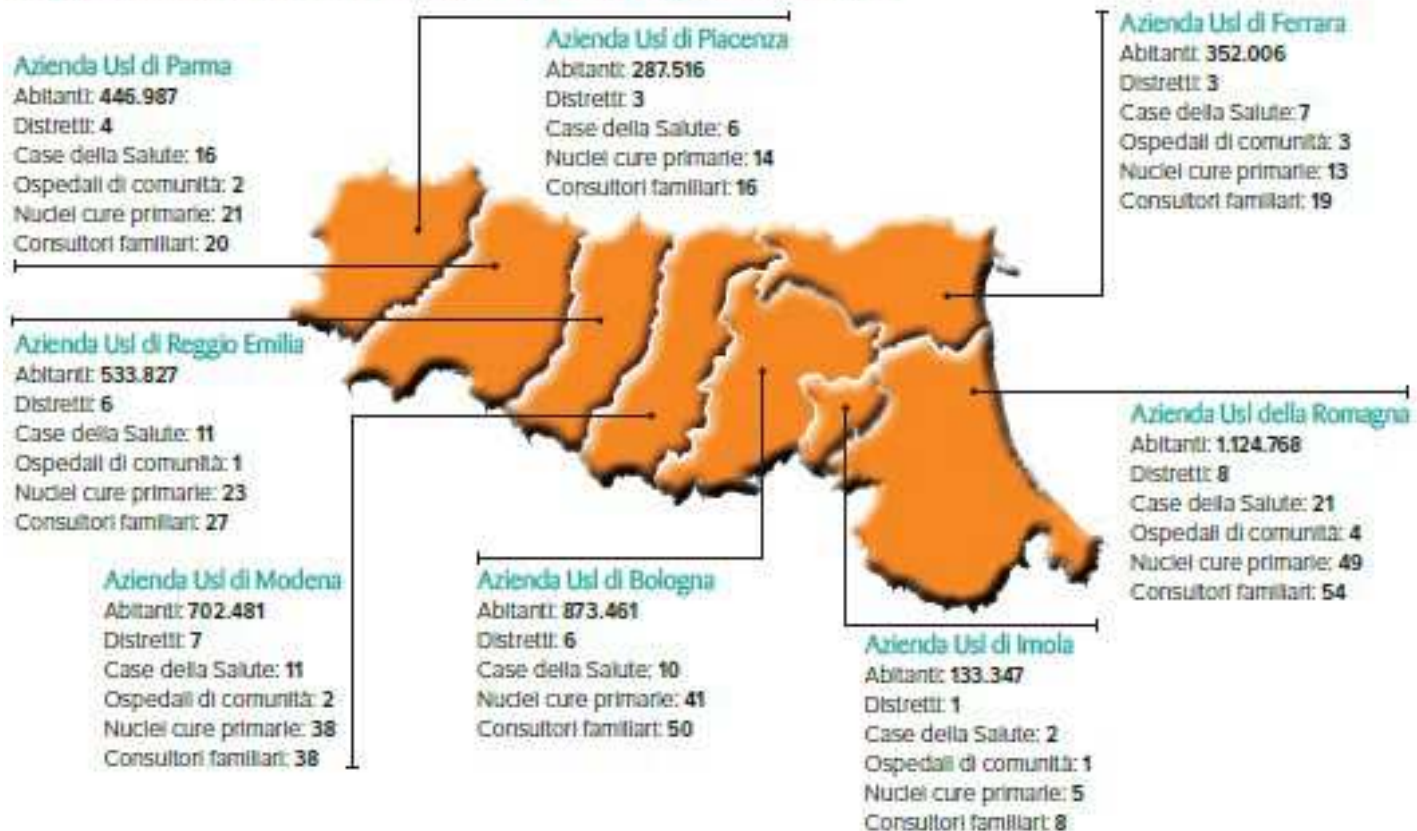 Azienda Usl di Parma
Abitanti: 446.987
Distretti: 4
Case della Salute: 16
Ospedali di comunità: 2
Nuclei cure primarie: 21
Consultori familiari: 20
Azienda Usl di Piacenza
Abitanti: 287.516
Distretti: 3
Case della Salute: 6
Nuclei cure primarie: 14
Consultori familiari: 16
Azienda Usl di Ferrara
Abitanti: 352.006
Distretti: 3
Case della Salute: 7
Ospedali di comunità: 3
Nuclei cure primarie: 13
Consultori familiari: 19
Azienda Usl di Reggio Emilia
Abitanti: 533.827
Distretti: 6
Case della Salute: 11
Ospedali di comunità: 1
Nuclei cure primarie: 23
Consultori familiari: 27
Azienda Usl della Romagna
Abitanti: 1.124.768
Distretti: 8
Case della Salute: 21
Ospedali di comunità: 4
Nuclei cure primarie: 49
Consultori familiari: 54
Azienda Usl di Modena
Abitanti: 702.481
Distretti: 7
Case della Salute: 11
Ospedali di comunità: 2
Nuclei cure primarie: 38
Consultori familiari: 38
Azienda Usl di Bologna
Abitanti: 873.461
Distretti: 6
Case della Salute: 10
Nuclei cure primarie: 41
Consultori familiari: 50
Azienda Usl di Imola
Abitanti: 133.347
Distretti: 1
Case della Salute: 2
Ospedali di comunità: 1
Nuclei cure primarie: 5
Consultori familiari: 8